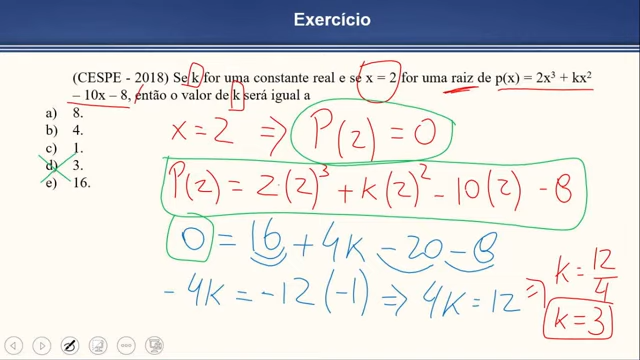 Exercício
(CESPE - 2018) Se k for uma constante real e se x = 2 for uma raiz de p(x) = 2x³ + kx²
– 10x – 8, então o valor de k será igual a
a) 8.
b) 4.
c) 1.
d) 3.
e) 16.
x = 2 ⇒ P(2) = 0
P(2) = 2·(2)³ + k(2)² – 10(2) – 8
0 = 16 + 4k – 20 – 8
– 4k = –12 (–1) ⇒ 4k = 12 ⇒ k = 12/4
k = 3